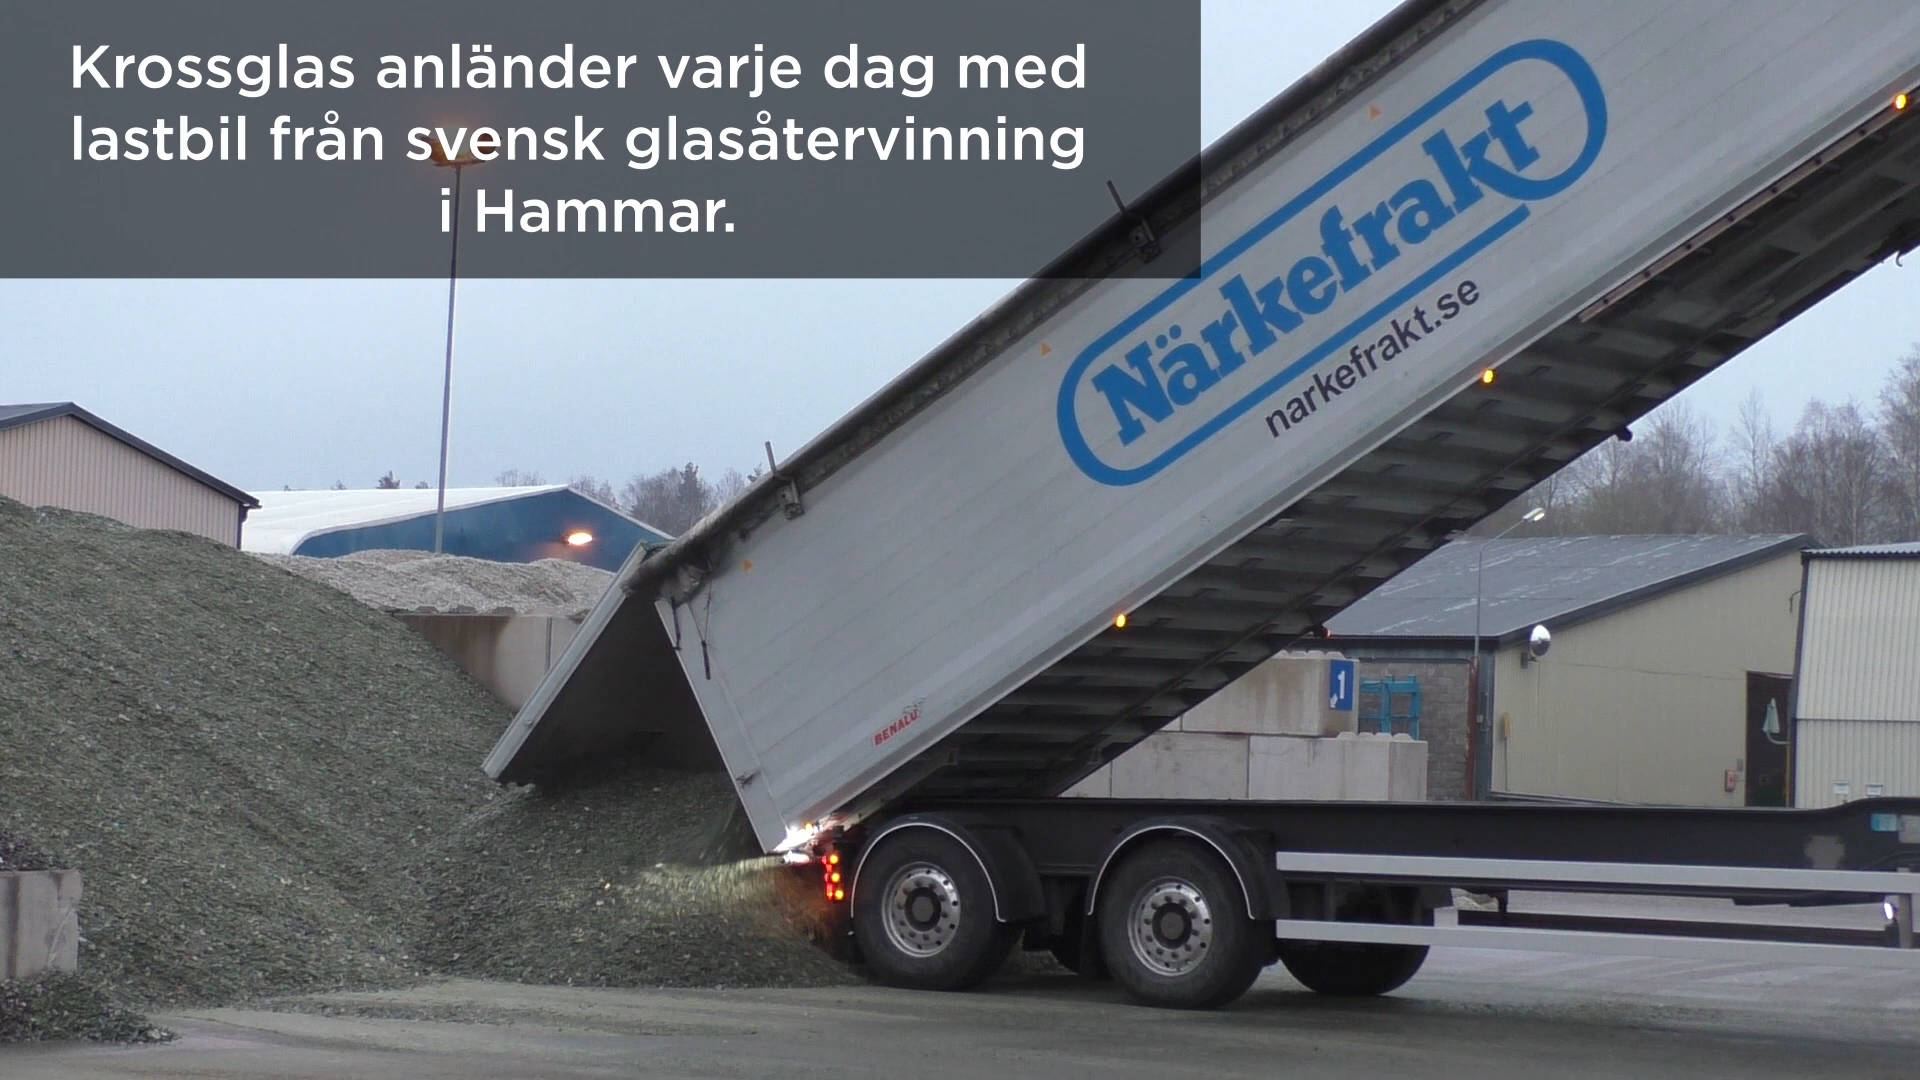 Krossglas anländer varje dag med
lastbil från svensk glasåtervinning
i Hammar.
Närkefrakt
narkefrakt.se
BENALU
1